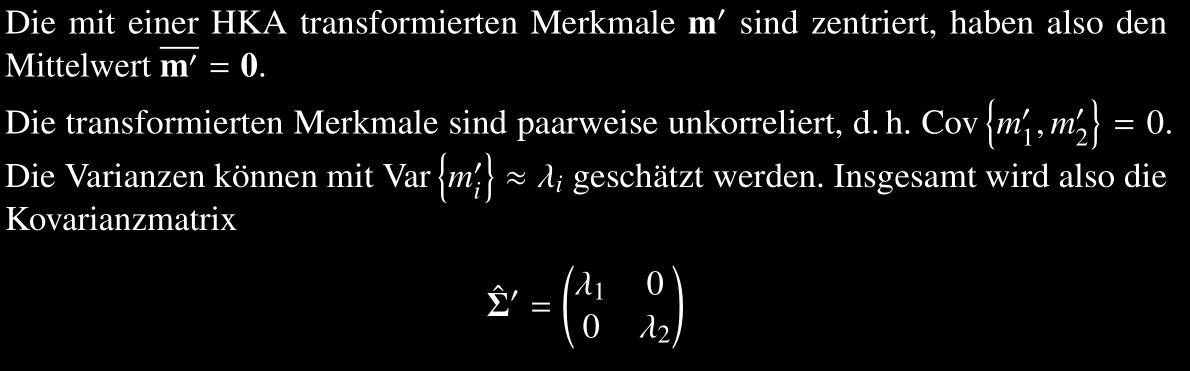 Die mit einer HKA transformierten Merkmale m′ sind zentriert, haben also den
Mittelwert \overline{m′} = 0.
Die transformierten Merkmale sind paarweise unkorreliert, d. h. Cov{m′₁, m′₂} = 0.
Die Varianzen können mit Var{m′ᵢ} ≈ λᵢ geschätzt werden. Insgesamt wird also die
Kovarianzmatrix
Σ̂′ = (λ₁ 0
0 λ₂)